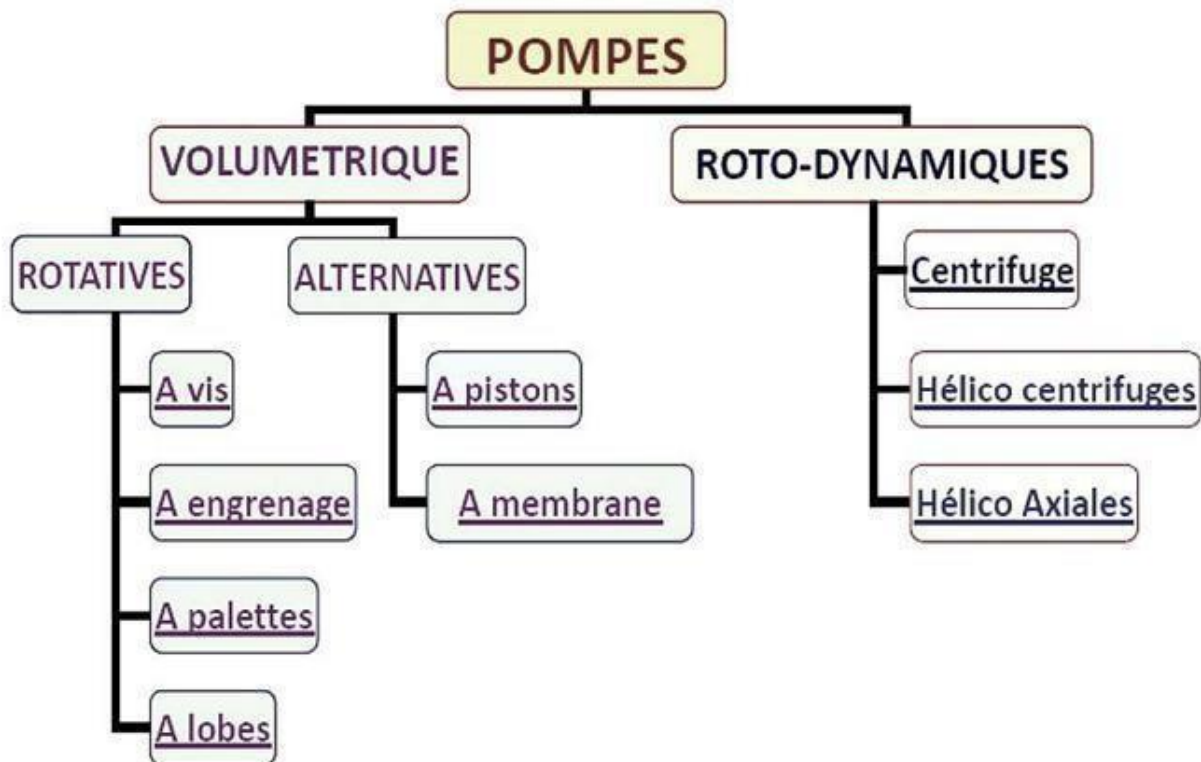 POMPES
VOLUMETRIQUE
ROTO-DYNAMIQUES
ROTATIVES
ALTERNATIVES
Centrifuge
A vis
A pistons
Hélico centrifuges
A engrenage
A membrane
Hélico Axiales
A palettes
A lobes